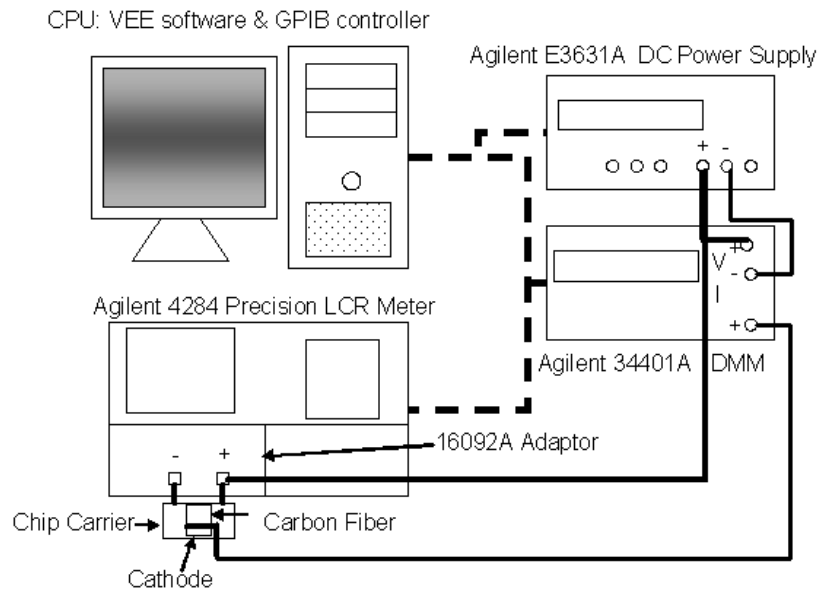 CPU: VEE software & GPIB controller
Agilent E3631A DC Power Supply
+ -
+
V
-
I
+
Agilent 4284 Precision LCR Meter
Agilent 34401A DMM
16092A Adaptor
- +
Chip Carrier
Carbon Fiber
Cathode